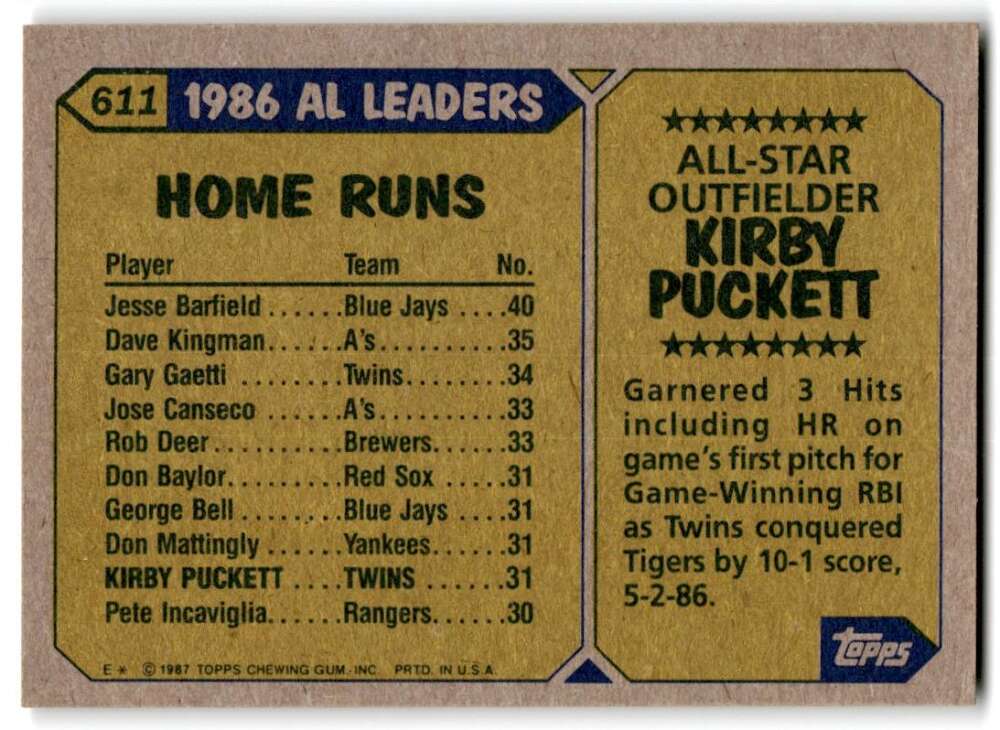 611 1986 AL LEADERS
HOME RUNS
Player Team No.
Jesse Barfield ......Blue Jays ....40
Dave Kingman......A's..........35
Gary Gaetti ........Twins........34
Jose Canseco ......A's..........33
Rob Deer..........Brewers......33
Don Baylor.........Red Sox .....31
George Bell ........Blue Jays ....31
Don Mattingly ......Yankees......31
KIRBY PUCKETT ....TWINS ......31
Pete Incaviglia......Rangers......30
E * © 1987 TOPPS CHEWING GUM, INC. PRTD. IN U.S.A.
★★★★★★★★
ALL-STAR
OUTFIELDER
KIRBY
PUCKETT
★★★★★★★★
Garnered 3 Hits
including HR on
game's first pitch for
Game-Winning RBI
as Twins conquered
Tigers by 10-1 score,
5-2-86.
topps